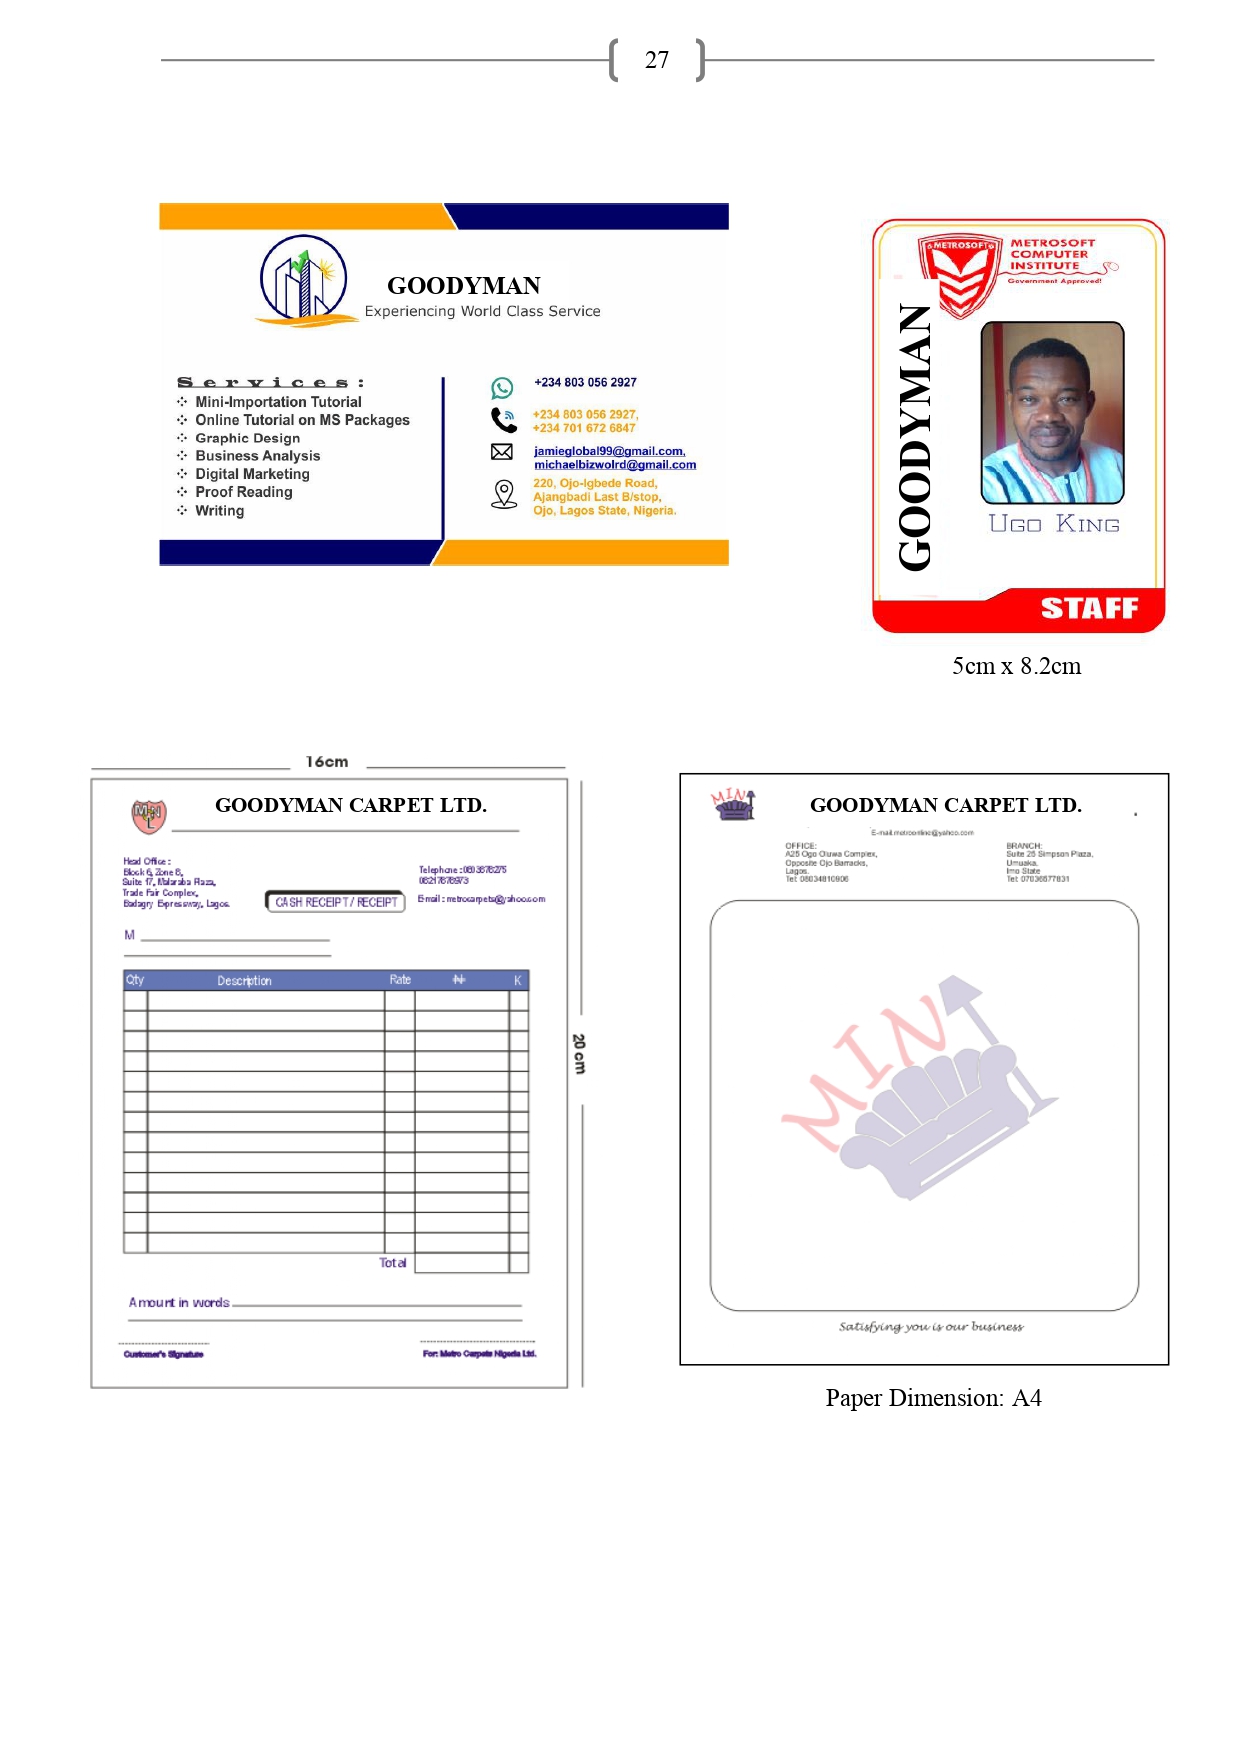 27
GOODYMAN
Experiencing World Class Service
Services:
Mini-Importation Tutorial
Online Tutorial on MS Packages
Graphic Design
Business Analysis
Digital Marketing
Proof Reading
Writing
+234 803 056 2927
+234 803 056 2927,
+234 701 672 6847
jamieglobal99@gmail.com,
michaelbizwolrd@gmail.com
220, Ojo-Igbede Road,
Ajangbadi Last B/stop,
Ojo, Lagos State, Nigeria.
METROSOFT
METROSOFT
COMPUTER
INSTITUTE
Government Approved!
GOODYMAN
UGO KING
STAFF
5cm x 8.2cm
16cm
20 cm
GOODYMAN CARPET LTD.
Head Office :
Block 6, Zone B,
Suite 17, Malaraba Plaza,
Trade Fair Complex,
Badagry Expressway, Lagos.
CASH RECEIPT / RECEIPT
Telephone :
E-mail : metrocarpets@yahoo.com
M
Qty Description Rate ₦ K
Total
Amount in words
Customer's Signature
For: Metro Carpets Nigeria Ltd.
MIN
GOODYMAN CARPET LTD.
E-mail:metroonline@yahoo.com
OFFICE:
A25 Ogo Oluwa Complex,
Opposite Ojo Barracks,
Lagos.
Tel: 08034810906
BRANCH:
Suite 25 Simpson Plaza,
Umuaka,
Imo State
Tel: 07036577831
MIN
Satisfying you is our business
Paper Dimension: A4